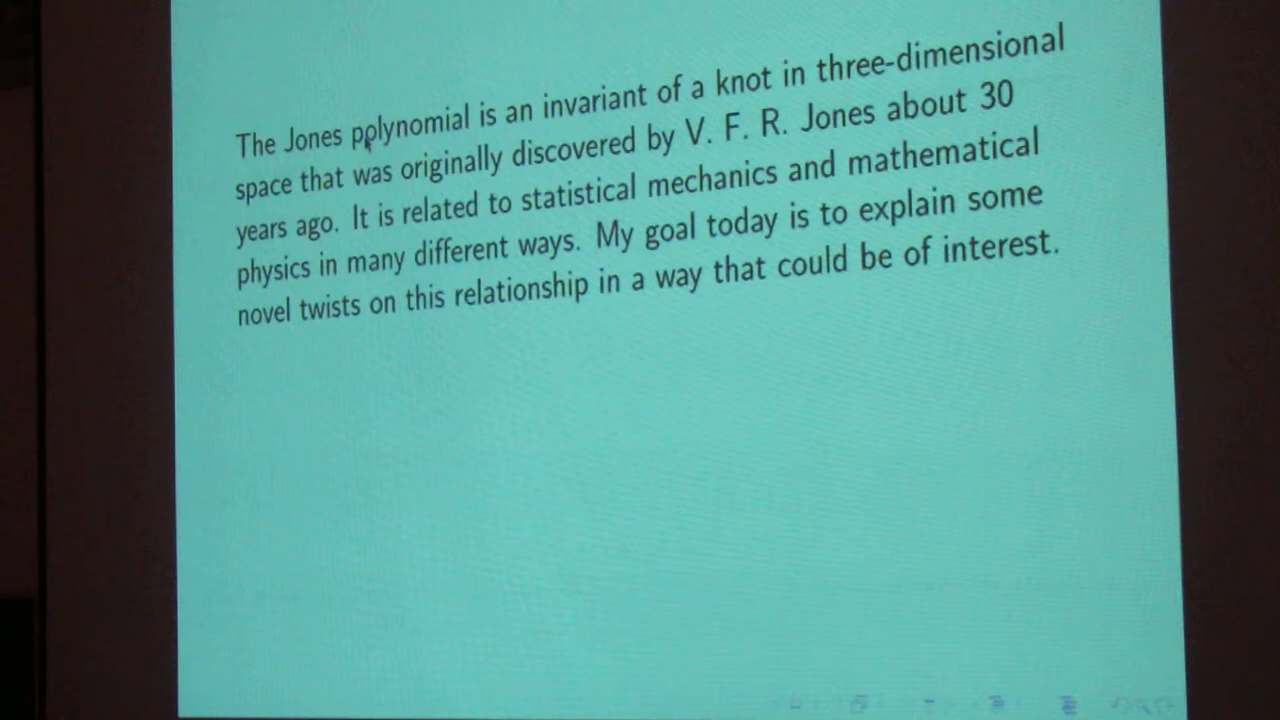 The Jones polynomial is an invariant of a knot in three-dimensional
space that was originally discovered by V. F. R. Jones about 30
years ago. It is related to statistical mechanics and mathematical
physics in many different ways. My goal today is to explain some
novel twists on this relationship in a way that could be of interest.